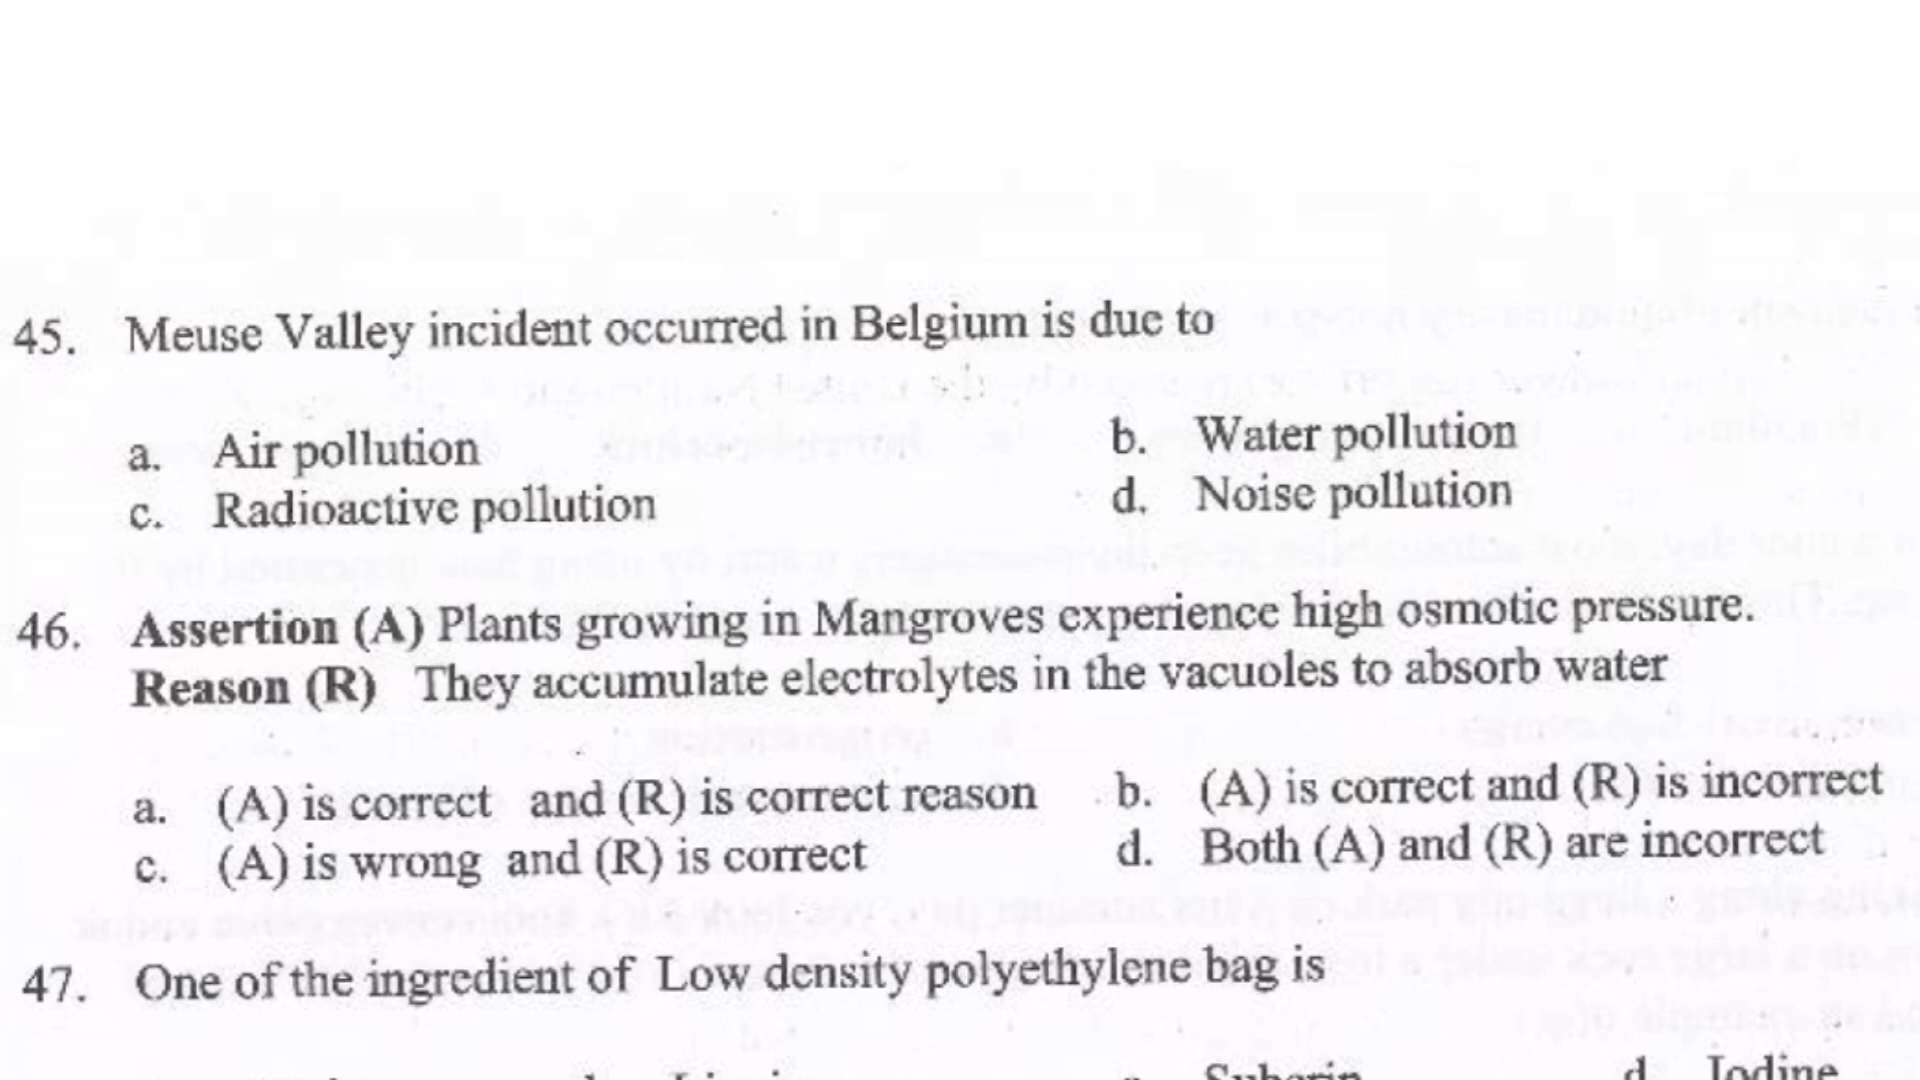 45. Meuse Valley incident occurred in Belgium is due to
a. Air pollution b. Water pollution
c. Radioactive pollution d. Noise pollution
46. Assertion (A) Plants growing in Mangroves experience high osmotic pressure.
Reason (R) They accumulate electrolytes in the vacuoles to absorb water
a. (A) is correct and (R) is correct reason b. (A) is correct and (R) is incorrect
c. (A) is wrong and (R) is correct d. Both (A) and (R) are incorrect
47. One of the ingredient of Low density polyethylene bag is
Suberin d. Iodine